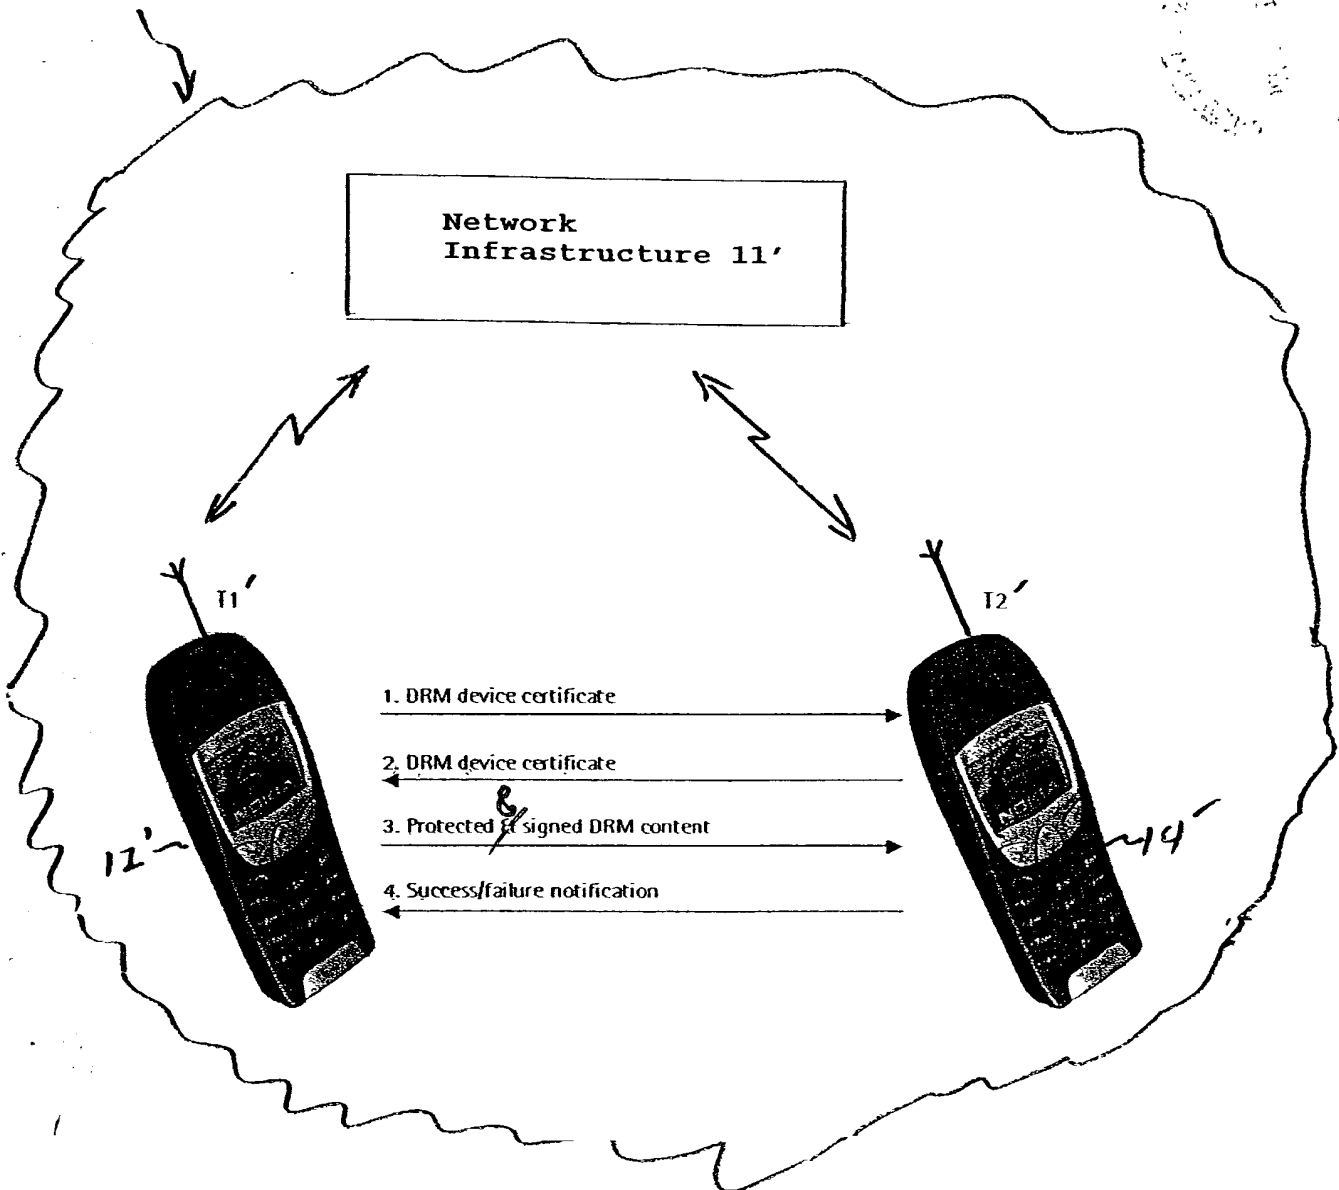 Network
Infrastructure 11'
T1'
T2'
1. DRM device certificate
2. DRM device certificate
&
3. Protected & signed DRM content
4. Success/failure notification
12'
14'